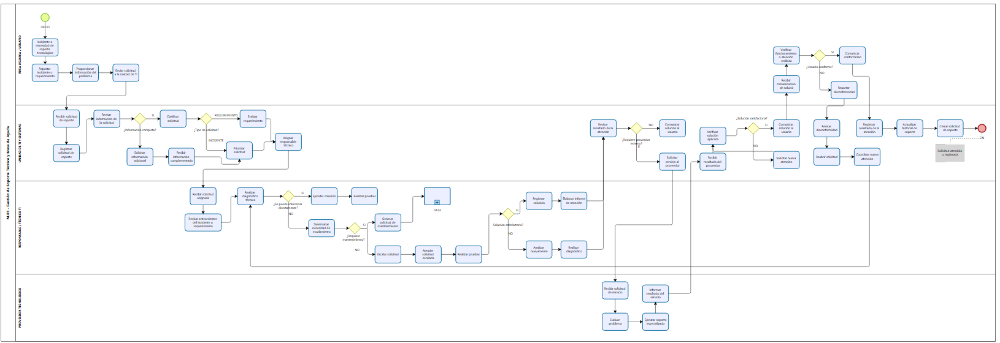 M.05 - Gestión de Soporte Técnico y Mesa de Ayuda
ÁREA USUARIA / USUARIO
INICIO
Incidente o
necesidad de
soporte
tecnológico
Reportar
incidente o
requerimiento
Proporcionar
información del
problema
Enviar solicitud
a la Unidad de TI
Verificar
funcionamiento
o atención
recibida
¿Usuario conforme?
SI
NO
Comunicar
conformidad
Recibir
comunicación
de solució
Reportar
disconformidad
UNIDAD DE TI Y SISTEMAS
Recibir solicitud
de soporte
Registrar
solicitud de
soporte
Revisar
información de
la solicitud
¿Información completa?
SI
Clasificar
solicitud
¿Tipo de solicitud?
REQUERIMIENTO
INCIDENTE
Evaluar
requerimiento
Solicitar
información
adicional
Recibir
información
complementaria
Priorizar
solicitud
Asignar
responsable
técnico
Revisar
resultado de la
atención
¿Requiere proveedor
externo?
NO
SI
Comunicar
solución al
usuario
Solicitar
servicio al
proveedor
Verificar
solución
aplicada
Recibir
resultado del
proveedor
¿Solución satisfactoria?
SI
NO
Comunicar
solución al
usuario
Solicitar nueva
atención
Revisar
disconformidad
Reabrir solicitud
Coordinar nueva
atención
Registrar
resultado de la
atención
Actualizar
historial de
soporte
Cerrar solicitud
de soporte
FIN
Solicitud atendida
y registrada
RESPONSABLE / TÉCNICO TI
Recibir solicitud
asignada
Revisar antecedentes
del incidente o
requerimiento
Realizar
diagnóstico
técnico
¿Se puede solucionar
directamente?
SI
NO
Ejecutar solución
Realizar pruebas
Determinar
necesidad de
escalamiento
¿Requiere
mantenimiento?
SI
NO
Generar
solicitud de
mantenimiento
M.04
Escalar solicitud
Atender
solicitud
escalada
Realizar pruebas
Solución satisfactoria?
SI
NO
Registrar
solución
Elaborar informe
de atención
Analizar
nuevamente
Realizar
diagnóstico
PROVEEDOR TECNOLÓGICO
Recibir solicitud
de servicio
Evaluar
problema
Ejecutar soporte
especializado
Informar
resultado del
servicio